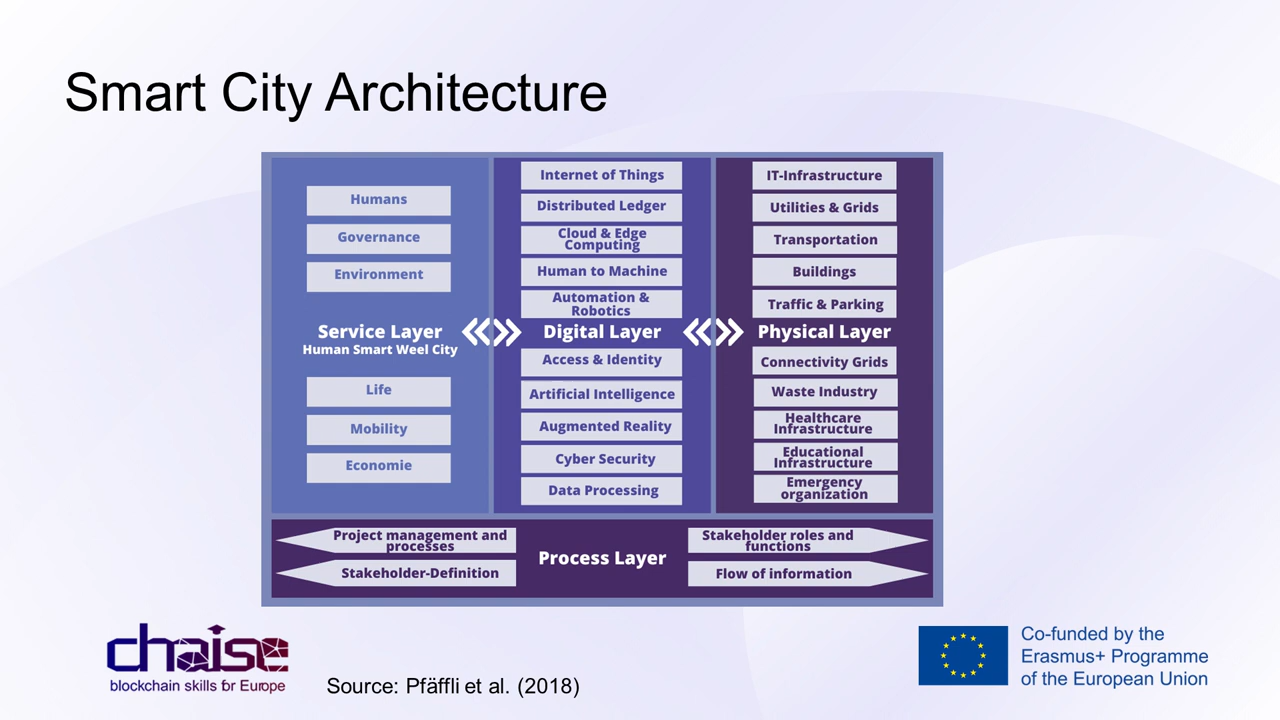 Smart City Architecture
Humans
Governance
Environment
Service Layer
Human Smart Weel City
Life
Mobility
Economie
Internet of Things
Distributed Ledger
Cloud & Edge
Computing
Human to Machine
Automation &
Robotics
Digital Layer
Access & Identity
Artificial Intelligence
Augmented Reality
Cyber Security
Data Processing
IT-Infrastructure
Utilities & Grids
Transportation
Buildings
Traffic & Parking
Physical Layer
Connectivity Grids
Waste Industry
Healthcare
Infrastructure
Educational
Infrastructure
Emergency
organization
Project management and
processes
Stakeholder-Definition
Process Layer
Stakeholder roles and
functions
Flow of information
chaise
blockchain skills for Europe
Source: Pfäffli et al. (2018)
Co-funded by the
Erasmus+ Programme
of the European Union